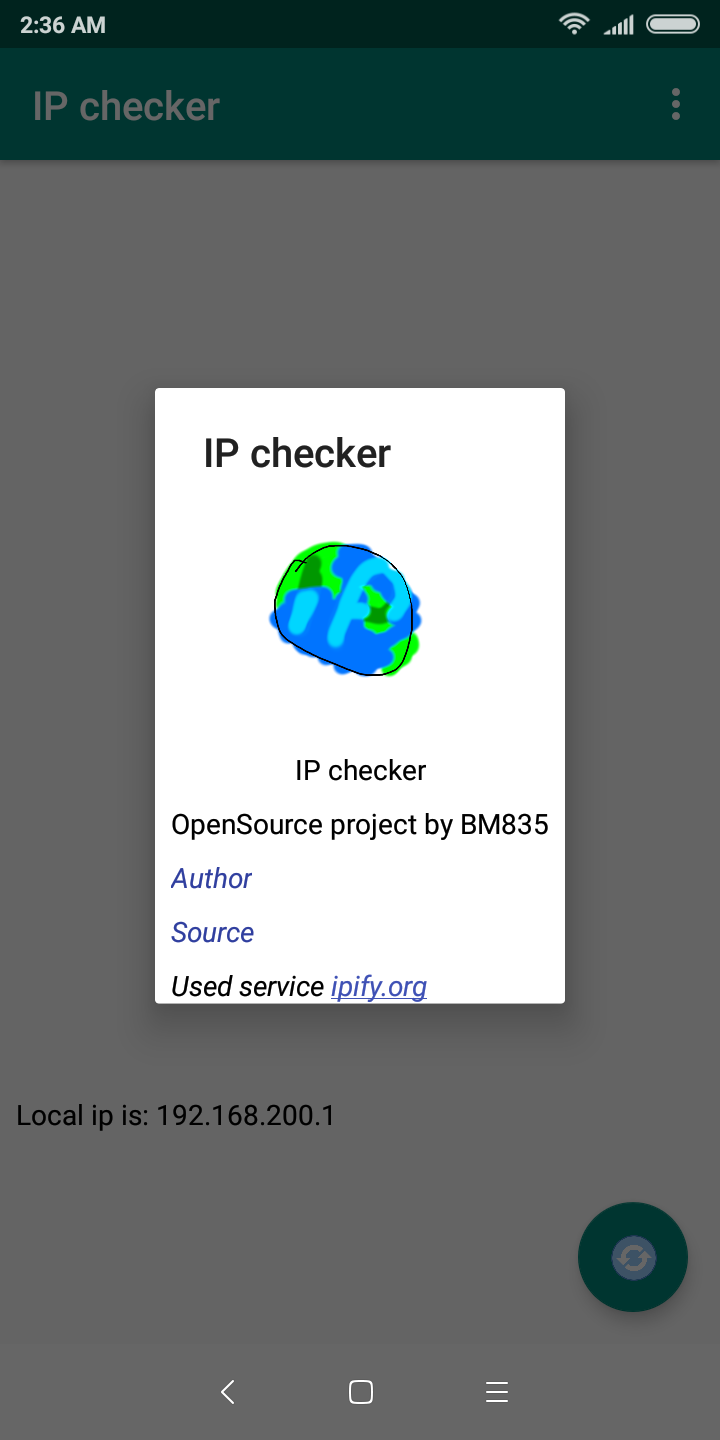 2:36 AM
IP checker
IP checker
ip
IP checker
OpenSource project by BM835
Author
Source
Used service ipify.org
Local ip is: 192.168.200.1